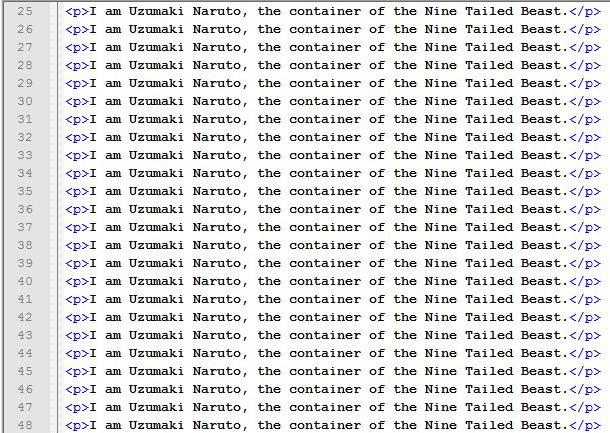 25 <p>I am Uzumaki Naruto, the container of the Nine Tailed Beast.</p>
26 <p>I am Uzumaki Naruto, the container of the Nine Tailed Beast.</p>
27 <p>I am Uzumaki Naruto, the container of the Nine Tailed Beast.</p>
28 <p>I am Uzumaki Naruto, the container of the Nine Tailed Beast.</p>
29 <p>I am Uzumaki Naruto, the container of the Nine Tailed Beast.</p>
30 <p>I am Uzumaki Naruto, the container of the Nine Tailed Beast.</p>
31 <p>I am Uzumaki Naruto, the container of the Nine Tailed Beast.</p>
32 <p>I am Uzumaki Naruto, the container of the Nine Tailed Beast.</p>
33 <p>I am Uzumaki Naruto, the container of the Nine Tailed Beast.</p>
34 <p>I am Uzumaki Naruto, the container of the Nine Tailed Beast.</p>
35 <p>I am Uzumaki Naruto, the container of the Nine Tailed Beast.</p>
36 <p>I am Uzumaki Naruto, the container of the Nine Tailed Beast.</p>
37 <p>I am Uzumaki Naruto, the container of the Nine Tailed Beast.</p>
38 <p>I am Uzumaki Naruto, the container of the Nine Tailed Beast.</p>
39 <p>I am Uzumaki Naruto, the container of the Nine Tailed Beast.</p>
40 <p>I am Uzumaki Naruto, the container of the Nine Tailed Beast.</p>
41 <p>I am Uzumaki Naruto, the container of the Nine Tailed Beast.</p>
42 <p>I am Uzumaki Naruto, the container of the Nine Tailed Beast.</p>
43 <p>I am Uzumaki Naruto, the container of the Nine Tailed Beast.</p>
44 <p>I am Uzumaki Naruto, the container of the Nine Tailed Beast.</p>
45 <p>I am Uzumaki Naruto, the container of the Nine Tailed Beast.</p>
46 <p>I am Uzumaki Naruto, the container of the Nine Tailed Beast.</p>
47 <p>I am Uzumaki Naruto, the container of the Nine Tailed Beast.</p>
48 <p>I am Uzumaki Naruto, the container of the Nine Tailed Beast.</p>